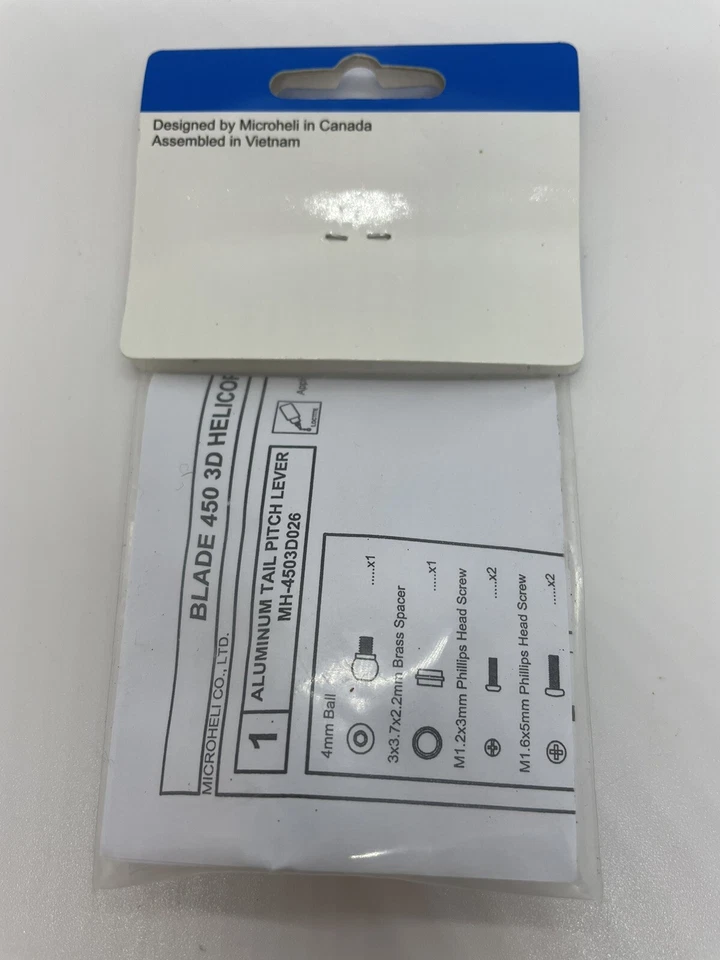 Designed by Microheli in Canada
Assembled in Vietnam
BLADE 450 3D
MICROHELI CO., LTD.
LOCTITE
1
ALUMINUM TAIL PITCH LEVER
MH-4503D026
4mm Ball
.....x1
3x3.7x2.2mm Brass Spacer
.....x1
M1.2x3mm Phillips Head Screw
.....x2
M1.6x5mm Phillips Head Screw
.....x2